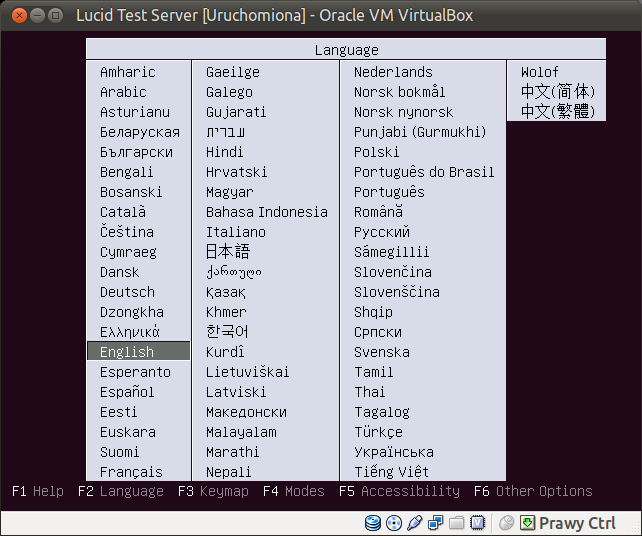 Lucid Test Server [Uruchomiona] - Oracle VM VirtualBox
Language
Amharic
Arabic
Asturianu
Беларуская
Български
Bengali
Bosanski
Català
Čeština
Cymraeg
Dansk
Deutsch
Dzongkha
Ελληνικά
English
Esperanto
Español
Eesti
Euskara
Suomi
Français
Gaeilge
Galego
Gujarati
עברית
Hindi
Hrvatski
Magyar
Bahasa Indonesia
Italiano
日本語
ქართული
Қазақ
Khmer
한국어
Kurdî
Lietuviškai
Latviski
Македонски
Malayalam
Marathi
Nepali
Nederlands
Norsk bokmål
Norsk nynorsk
Punjabi (Gurmukhi)
Polski
Português do Brasil
Português
Română
Русский
Sámegillii
Slovenčina
Slovenščina
Shqip
Српски
Svenska
Tamil
Thai
Tagalog
Türkçe
Українська
Tiếng Việt
Wolof
中文(简体)
中文(繁體)
F1 Help F2 Language F3 Keymap F4 Modes F5 Accessibility F6 Other Options
Prawy Ctrl